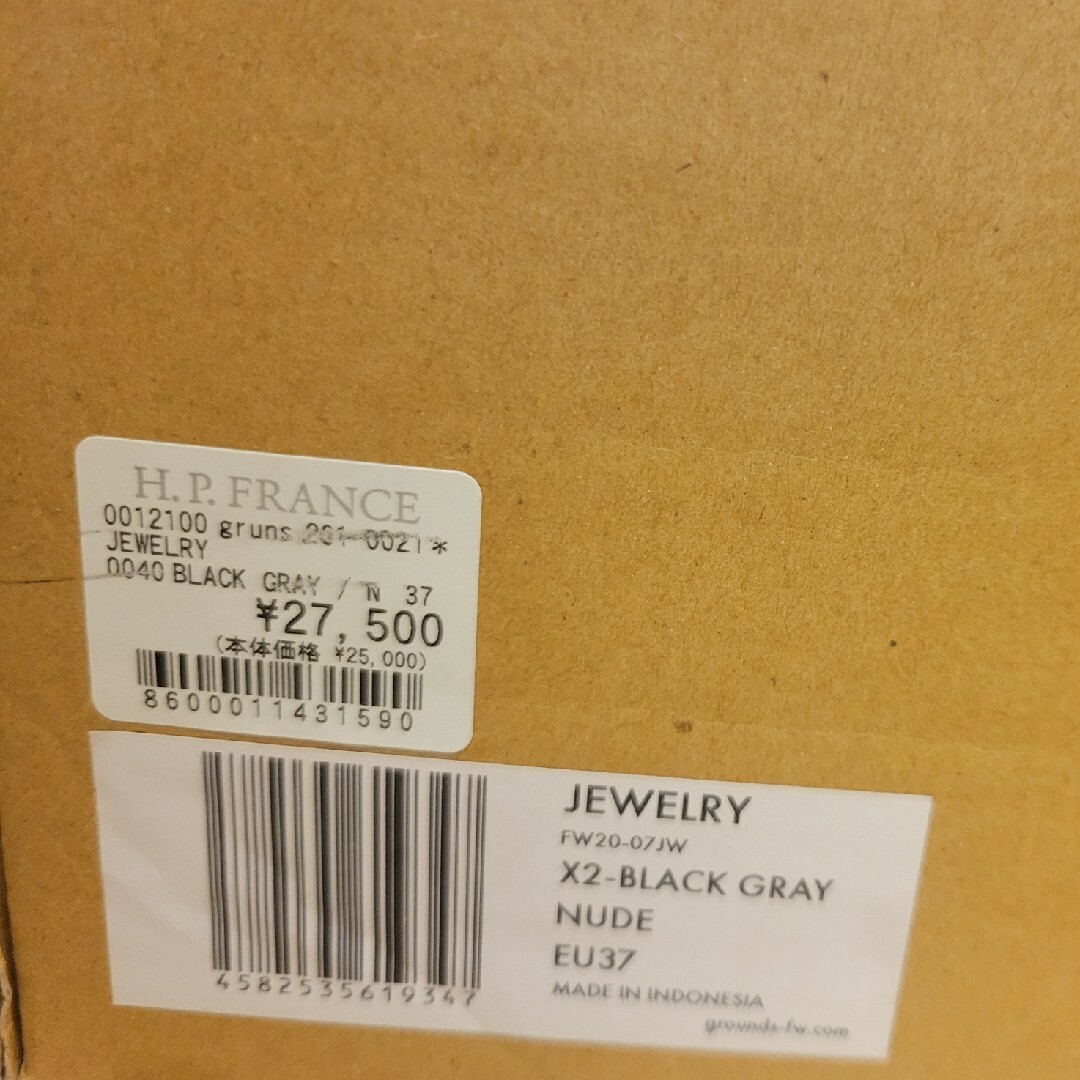 H.P.FRANCE
0012100 gruns 201-0021*
JEWELRY
0040 BLACK GRAY / N 37
¥27,500
(本体価格 ¥25,000)
8600011431590
JEWELRY
FW20-07JW
X2-BLACK GRAY
NUDE
EU37
MADE IN INDONESIA
grounds-fw.com
4582535619347